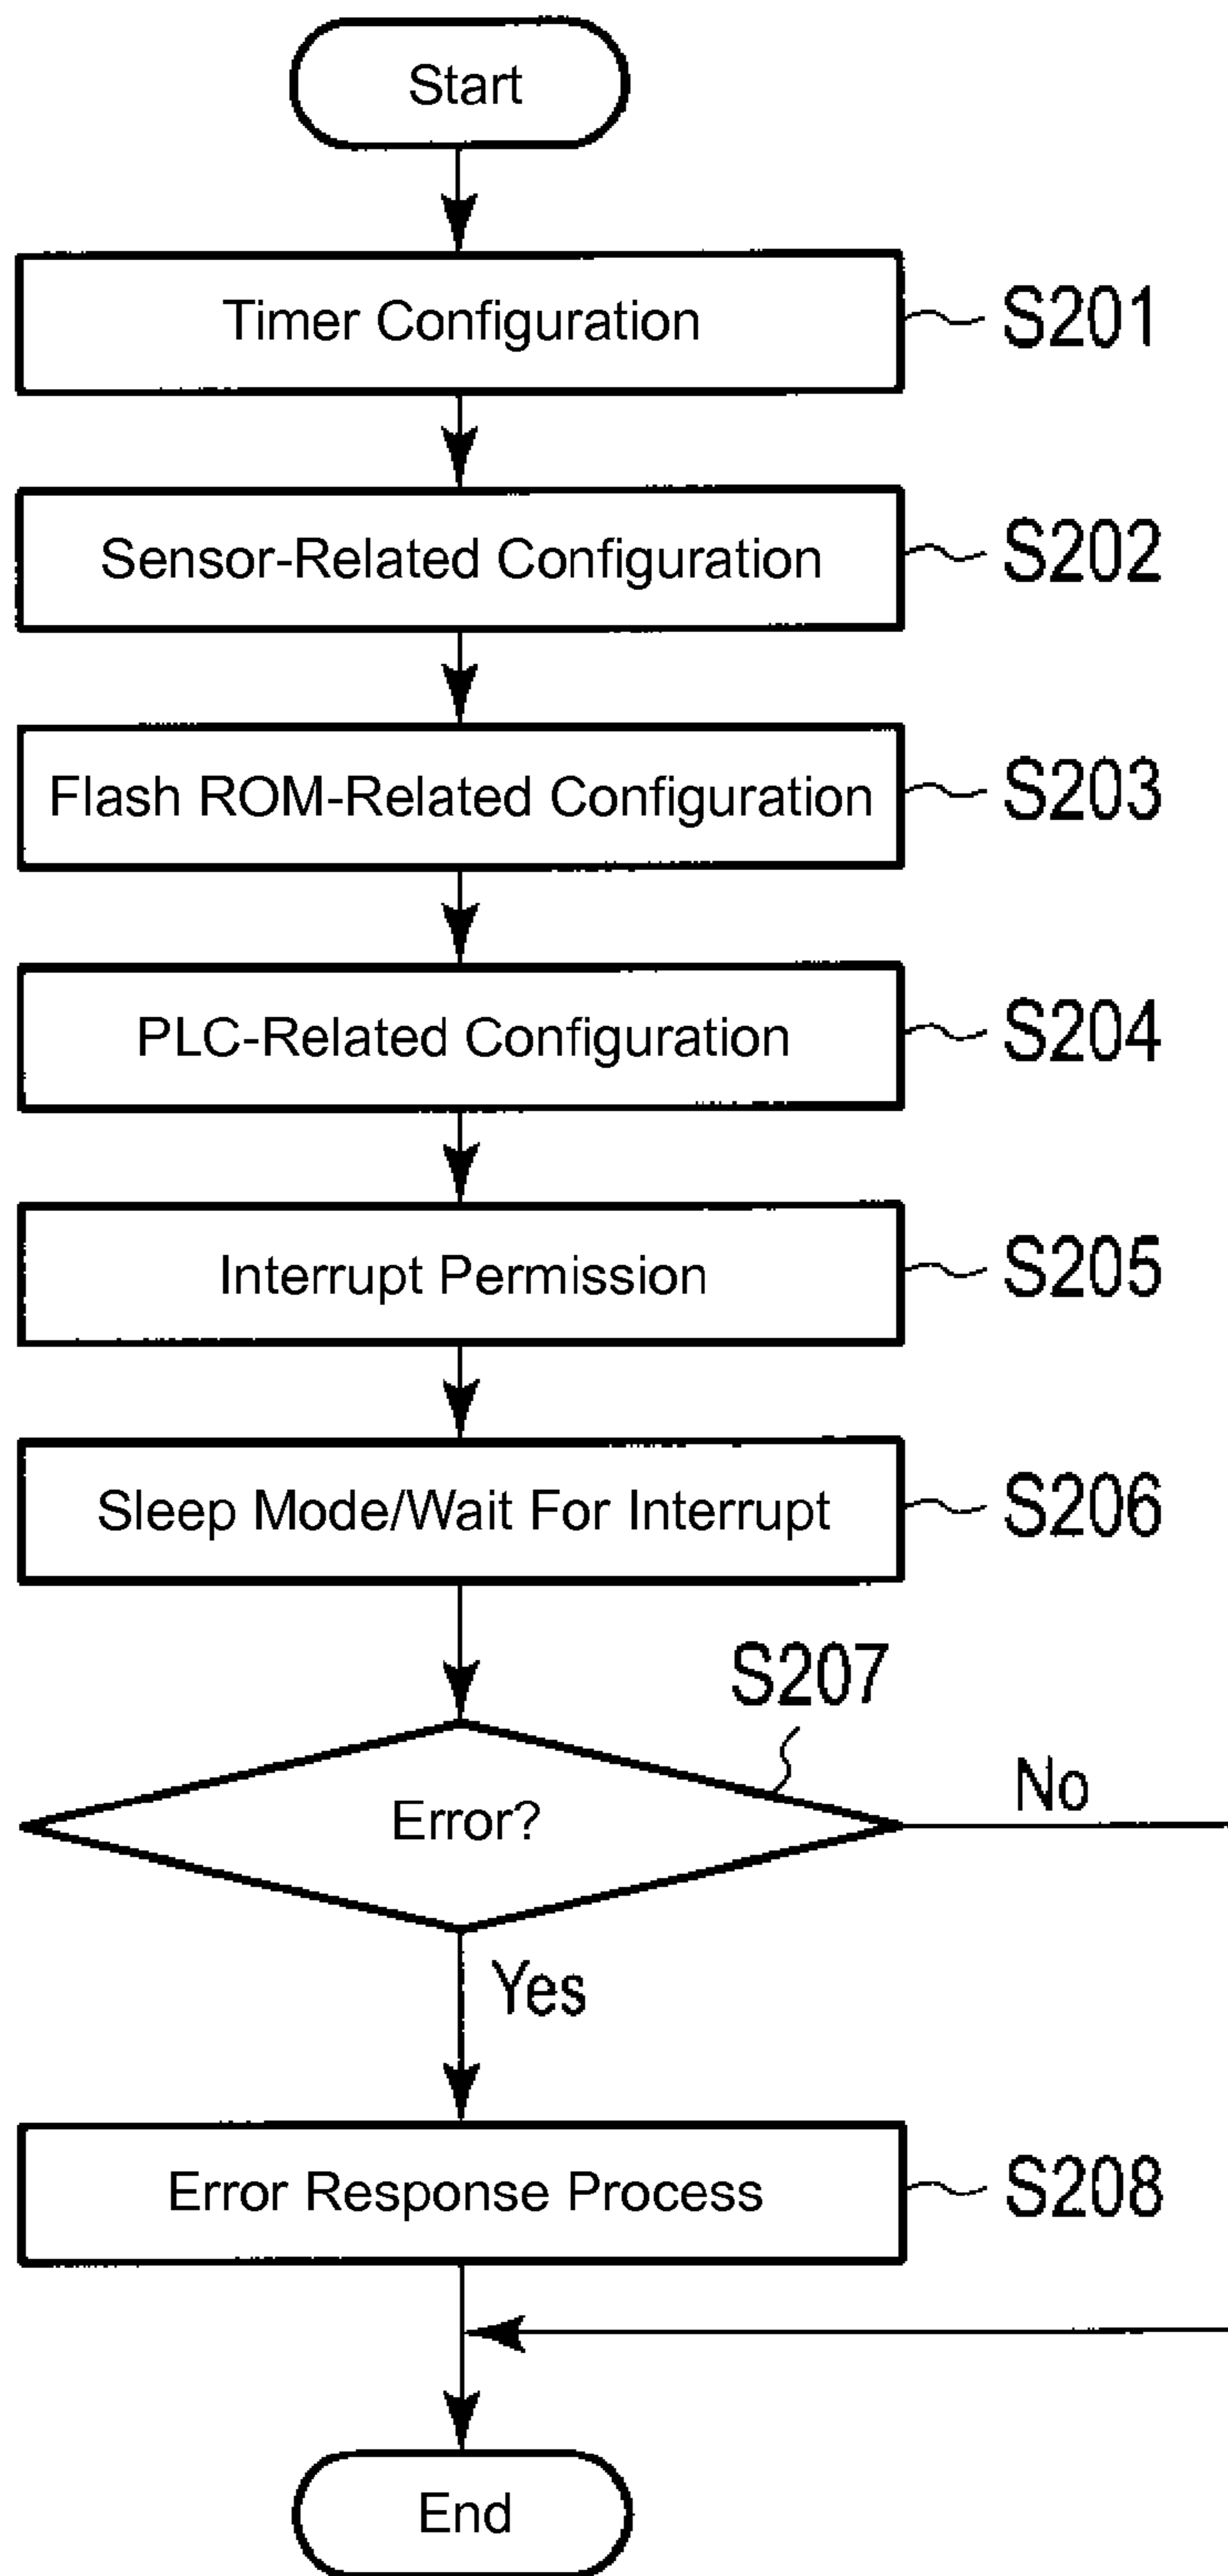 Start
Timer Configuration
S201
Sensor-Related Configuration
S202
Flash ROM-Related Configuration
S203
PLC-Related Configuration
S204
Interrupt Permission
S205
Sleep Mode/Wait For Interrupt
S206
S207
Error?
No
Yes
Error Response Process
S208
End